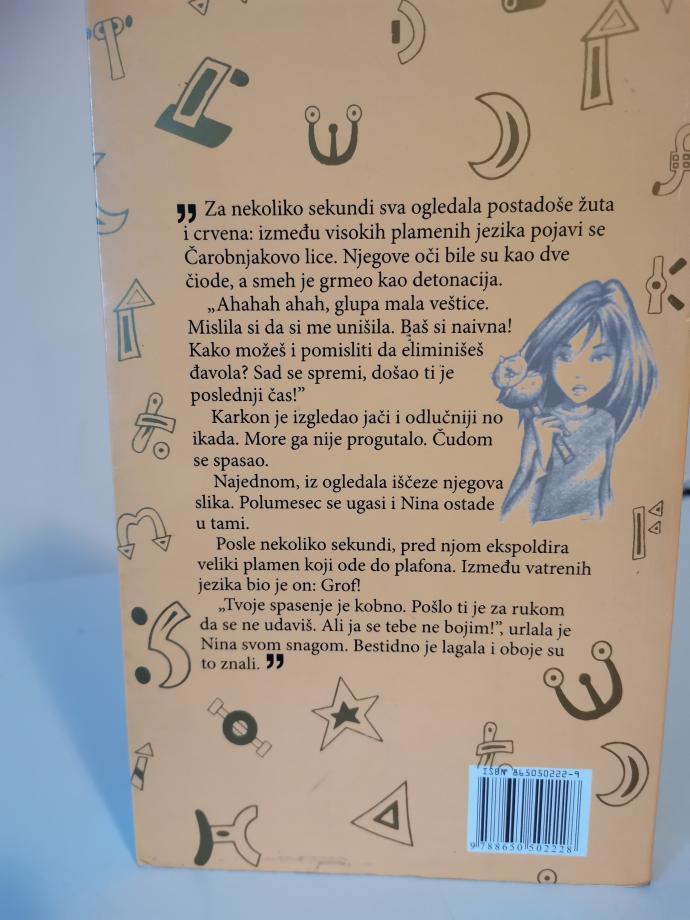 ” Za nekoliko sekundi sva ogledala postadoše žuta
i crvena: između visokih plamenih jezika pojavi se
Čarobnjakovo lice. Njegove oči bile su kao dve
čiode, a smeh je grmeo kao detonacija.
„Ahahah ahah, glupa mala veštice.
Mislila si da si me unišila. Baš si naivna!
Kako možeš i pomisliti da eliminišeš
đavola? Sad se spremi, došao ti je
poslednji čas!”
Karkon je izgledao jači i odlučniji no
ikada. More ga nije progutalo. Čudom
se spasao.
Najednom, iz ogledala iščeze njegova
slika. Polumesec se ugasi i Nina ostade
u tami.
Posle nekoliko sekundi, pred njom ekspoldira
veliki plamen koji ode do plafona. Između vatrenih
jezika bio je on: Grof!
„Tvoje spasenje je kobno. Pošlo ti je za rukom
da se ne udaviš. Ali ja se tebe ne bojim!”, urlala je
Nina svom snagom. Bestidno je lagala i oboje su
to znali. ”
ISBN 865050222-9
9 788650 502228